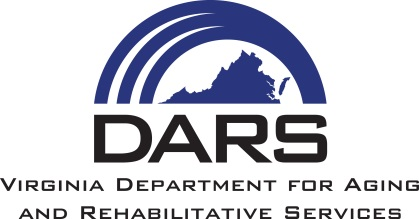 DARS
Virginia Department for Aging
and Rehabilitative Services